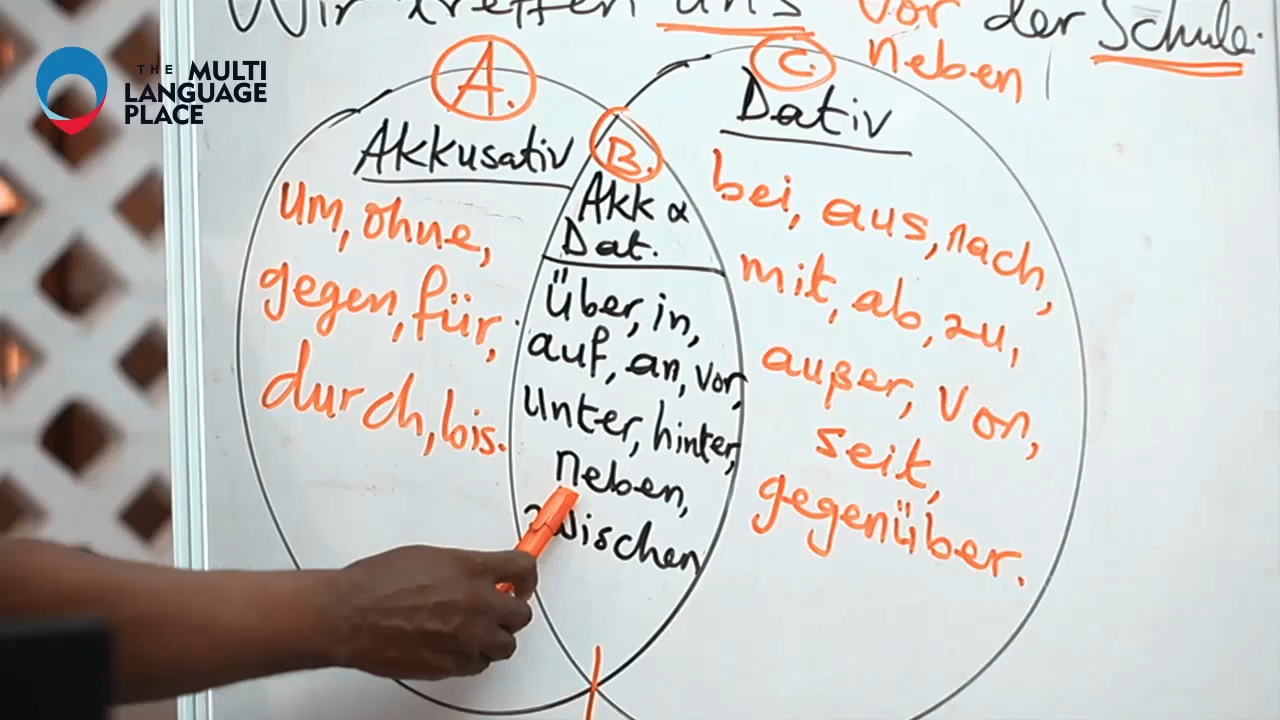 Wir treffen uns vor der Schule.
neben
THE MULTI
LANGUAGE
PLACE
A.
Akkusativ
um, ohne,
gegen, für,
durch, bis.
B.
Akk &
Dat.
Über, in,
auf, an, vor,
unter, hinter,
neben,
zwischen
C.
Dativ
bei, aus, nach,
mit, ab, zu,
außer, von,
seit,
gegenüber.